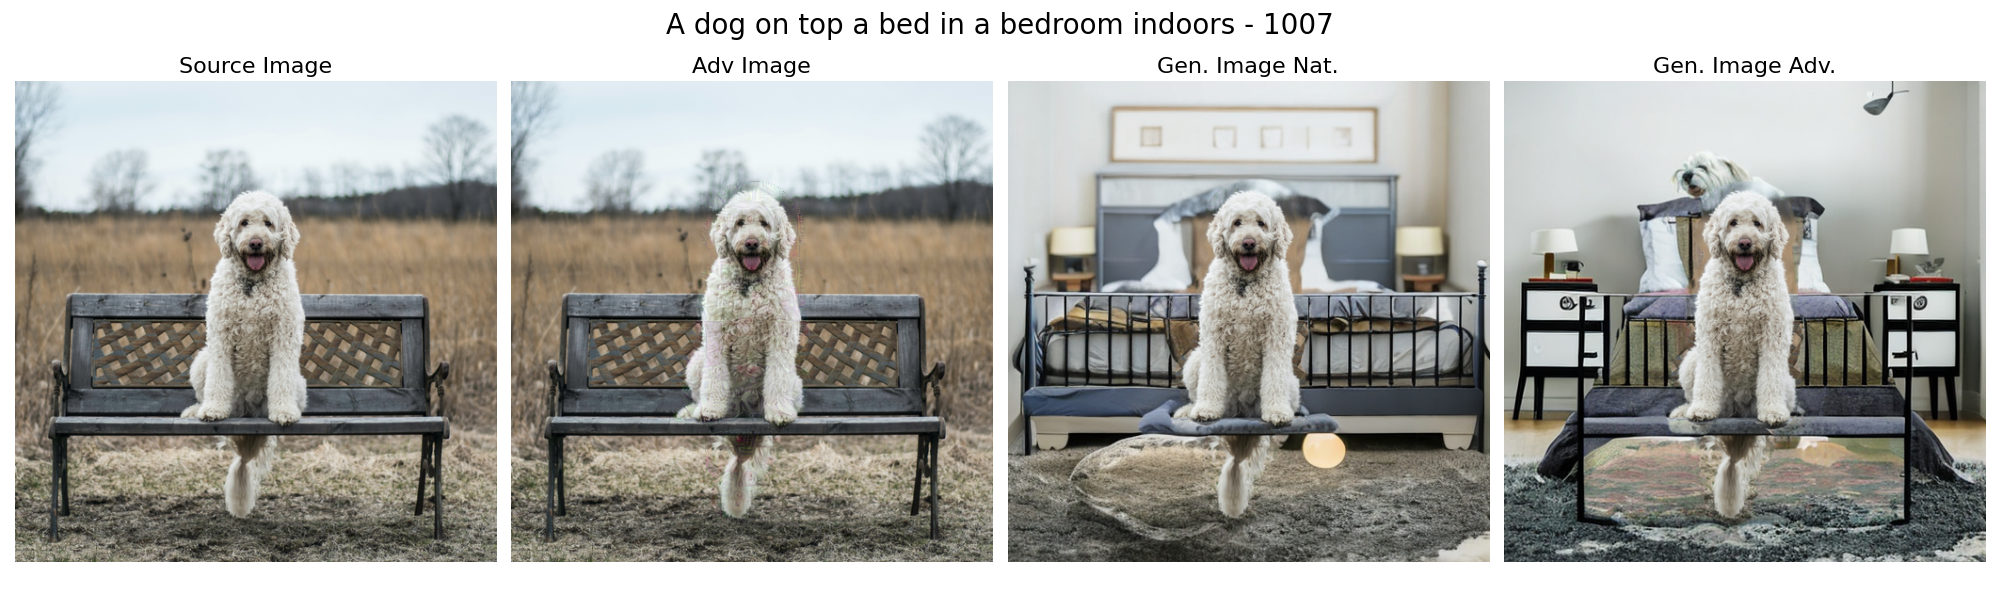 A dog on top a bed in a bedroom indoors - 1007
Source Image
Adv Image
Gen. Image Nat.
Gen. Image Adv.